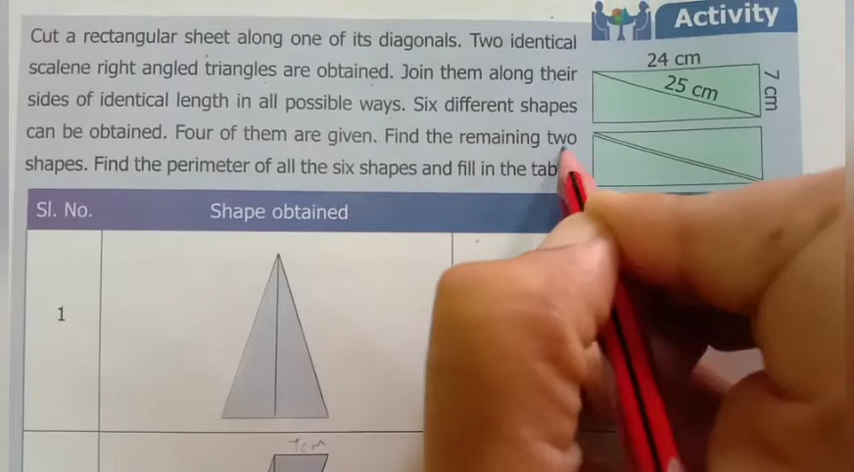 Activity
Cut a rectangular sheet along one of its diagonals. Two identical
scalene right angled triangles are obtained. Join them along their
sides of identical length in all possible ways. Six different shapes
can be obtained. Four of them are given. Find the remaining two
shapes. Find the perimeter of all the six shapes and fill in the tab
24 cm
25 cm
7 cm
Sl. No. Shape obtained
1
7cm